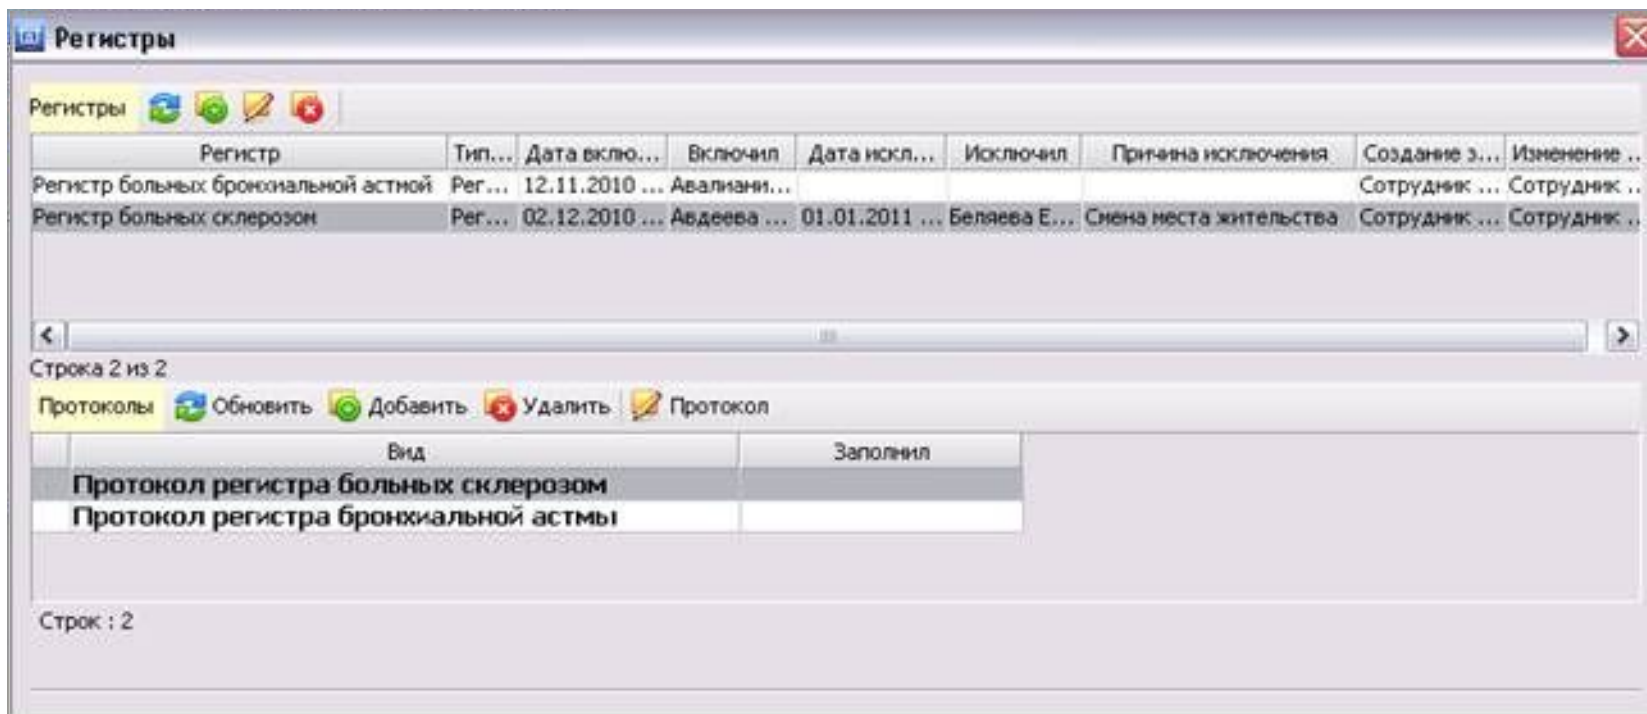 Регистры
Регистры
Регистр Тип... Дата вклю... Включил Дата искл... Исключил Причина исключения Создание з... Изменение ..
Регистр больных бронхиальной астмой Рег... 12.11.2010 ... Авалиани... Сотрудник ... Сотрудник ..
Регистр больных склерозом Рег... 02.12.2010 ... Авдеева ... 01.01.2011 ... Беляева Е... Смена места жительства Сотрудник ... Сотрудник ..
Строка 2 из 2
Протоколы Обновить Добавить Удалить Протокол
Вид Заполнил
Протокол регистра больных склерозом
Протокол регистра бронхиальной астмы
Строк : 2